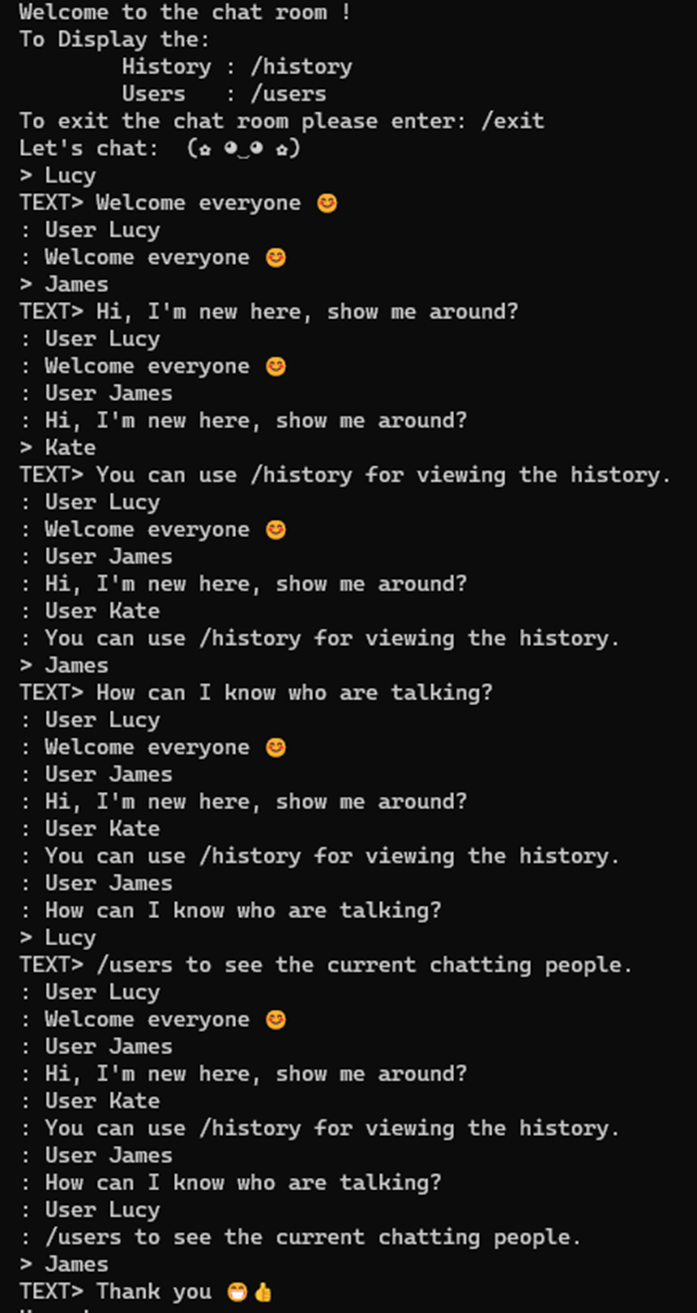 Welcome to the chat room !
To Display the:
        History : /history
        Users   : /users
To exit the chat room please enter: /exit
Let's chat:  (✿ ◕‿◕ ✿)
> Lucy
TEXT> Welcome everyone 😊
: User Lucy
: Welcome everyone 😊
> James
TEXT> Hi, I'm new here, show me around?
: User Lucy
: Welcome everyone 😊
: User James
: Hi, I'm new here, show me around?
> Kate
TEXT> You can use /history for viewing the history.
: User Lucy
: Welcome everyone 😊
: User James
: Hi, I'm new here, show me around?
: User Kate
: You can use /history for viewing the history.
> James
TEXT> How can I know who are talking?
: User Lucy
: Welcome everyone 😊
: User James
: Hi, I'm new here, show me around?
: User Kate
: You can use /history for viewing the history.
: User James
: How can I know who are talking?
> Lucy
TEXT> /users to see the current chatting people.
: User Lucy
: Welcome everyone 😊
: User James
: Hi, I'm new here, show me around?
: User Kate
: You can use /history for viewing the history.
: User James
: How can I know who are talking?
: User Lucy
: /users to see the current chatting people.
> James
TEXT> Thank you 😁👍